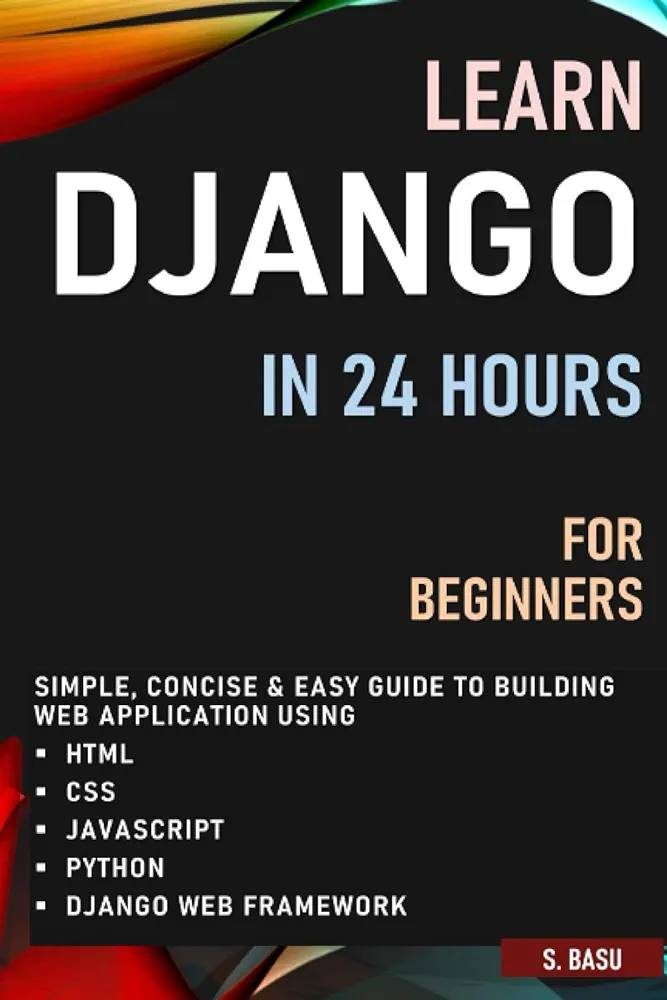 LEARN
DJANGO
IN 24 HOURS
FOR
BEGINNERS
SIMPLE, CONCISE & EASY GUIDE TO BUILDING
WEB APPLICATION USING
▪ HTML
▪ CSS
▪ JAVASCRIPT
▪ PYTHON
▪ DJANGO WEB FRAMEWORK
S. BASU